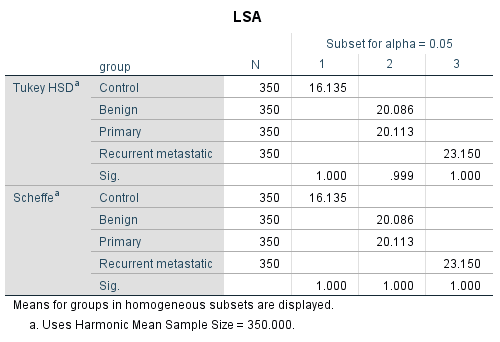 LSA
Subset for alpha = 0.05
group N 1 2 3
Tukey HSDa Control 350 16.135
Benign 350 20.086
Primary 350 20.113
Recurrent metastatic 350 23.150
Sig. 1.000 .999 1.000
Scheffea Control 350 16.135
Benign 350 20.086
Primary 350 20.113
Recurrent metastatic 350 23.150
Sig. 1.000 1.000 1.000
Means for groups in homogeneous subsets are displayed.
a. Uses Harmonic Mean Sample Size = 350.000.